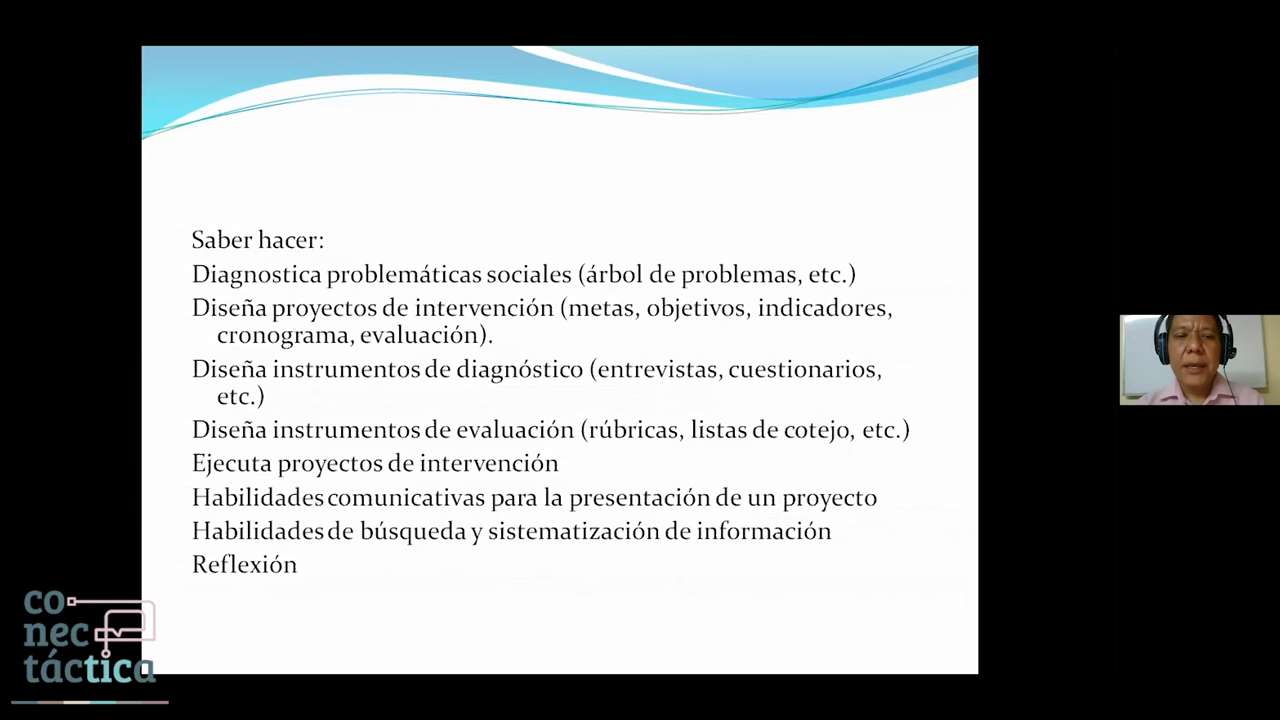 Saber hacer:
Diagnostica problemáticas sociales (árbol de problemas, etc.)
Diseña proyectos de intervención (metas, objetivos, indicadores,
cronograma, evaluación).
Diseña instrumentos de diagnóstico (entrevistas, cuestionarios,
etc.)
Diseña instrumentos de evaluación (rúbricas, listas de cotejo, etc.)
Ejecuta proyectos de intervención
Habilidades comunicativas para la presentación de un proyecto
Habilidades de búsqueda y sistematización de información
Reflexión
co
nec
táctica